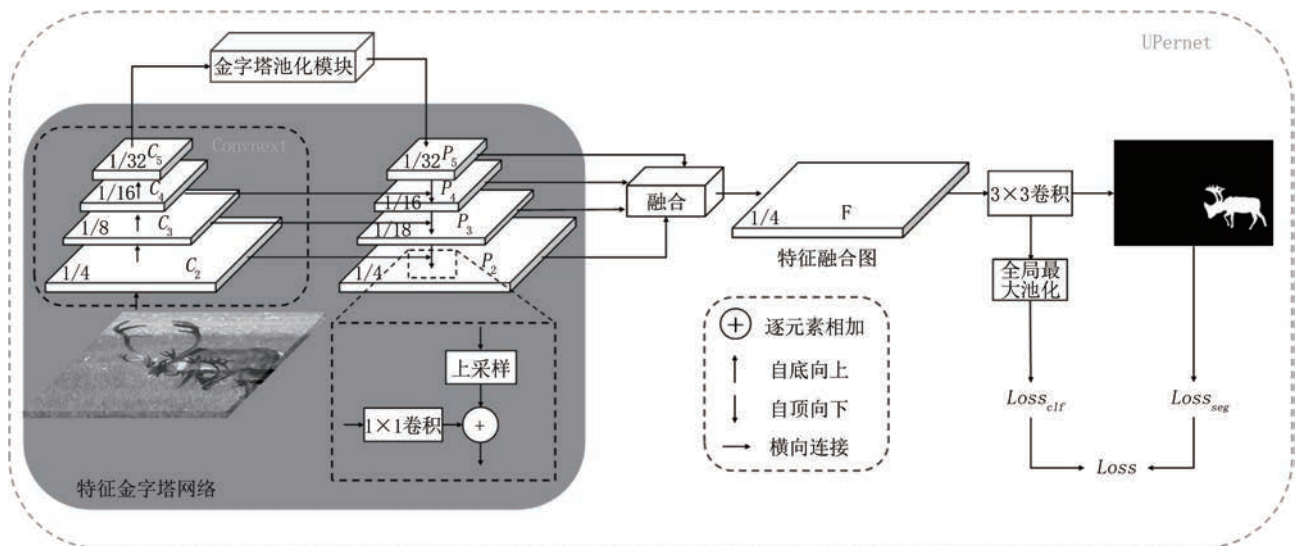 UPernet
金字塔池化模块
Convnext
1/32 C5
1/16 C4
1/8 C3
1/4 C2
1/32 P5
1/16 P4
1/18 P3
1/4 P2
融合
1/4 F
特征融合图
3×3卷积
全局最
大池化
上采样
1×1卷积
+
特征金字塔网络
+ 逐元素相加
自底向上
自顶向下
横向连接
Lossclf
Lossseg
Loss